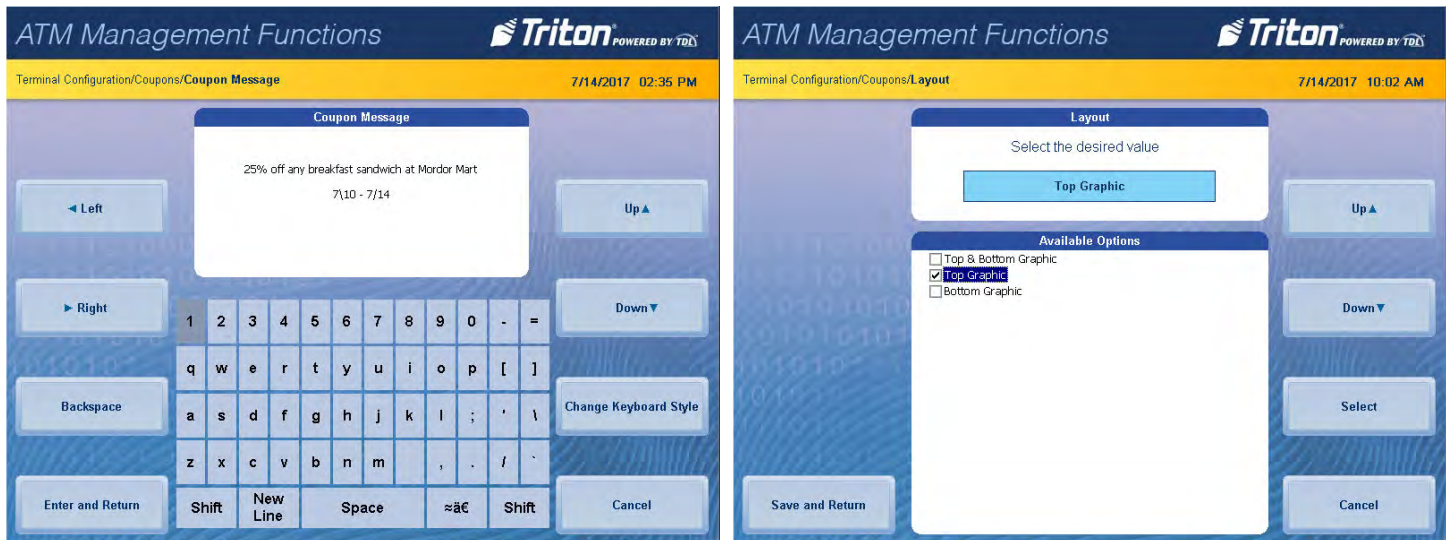 ATM Management Functions
Triton POWERED BY TDL
Terminal Configuration/Coupons/Coupon Message
7/14/2017 02:35 PM
Coupon Message
25% off any breakfast sandwich at Mordor Mart
7\10 - 7/14
◄ Left
Up▲
► Right
Down▼
Backspace
Change Keyboard Style
Enter and Return
Cancel
1 2 3 4 5 6 7 8 9 0 - =
q w e r t y u i o p [ ]
a s d f g h j k l ; ' \
z x c v b n m , . / `
Shift New Line Space ≈ä€ Shift
ATM Management Functions
Triton POWERED BY TDL
Terminal Configuration/Coupons/Layout
7/14/2017 10:02 AM
Layout
Select the desired value
Top Graphic
Available Options
Top & Bottom Graphic
Top Graphic
Bottom Graphic
Up▲
Down▼
Select
Save and Return
Cancel